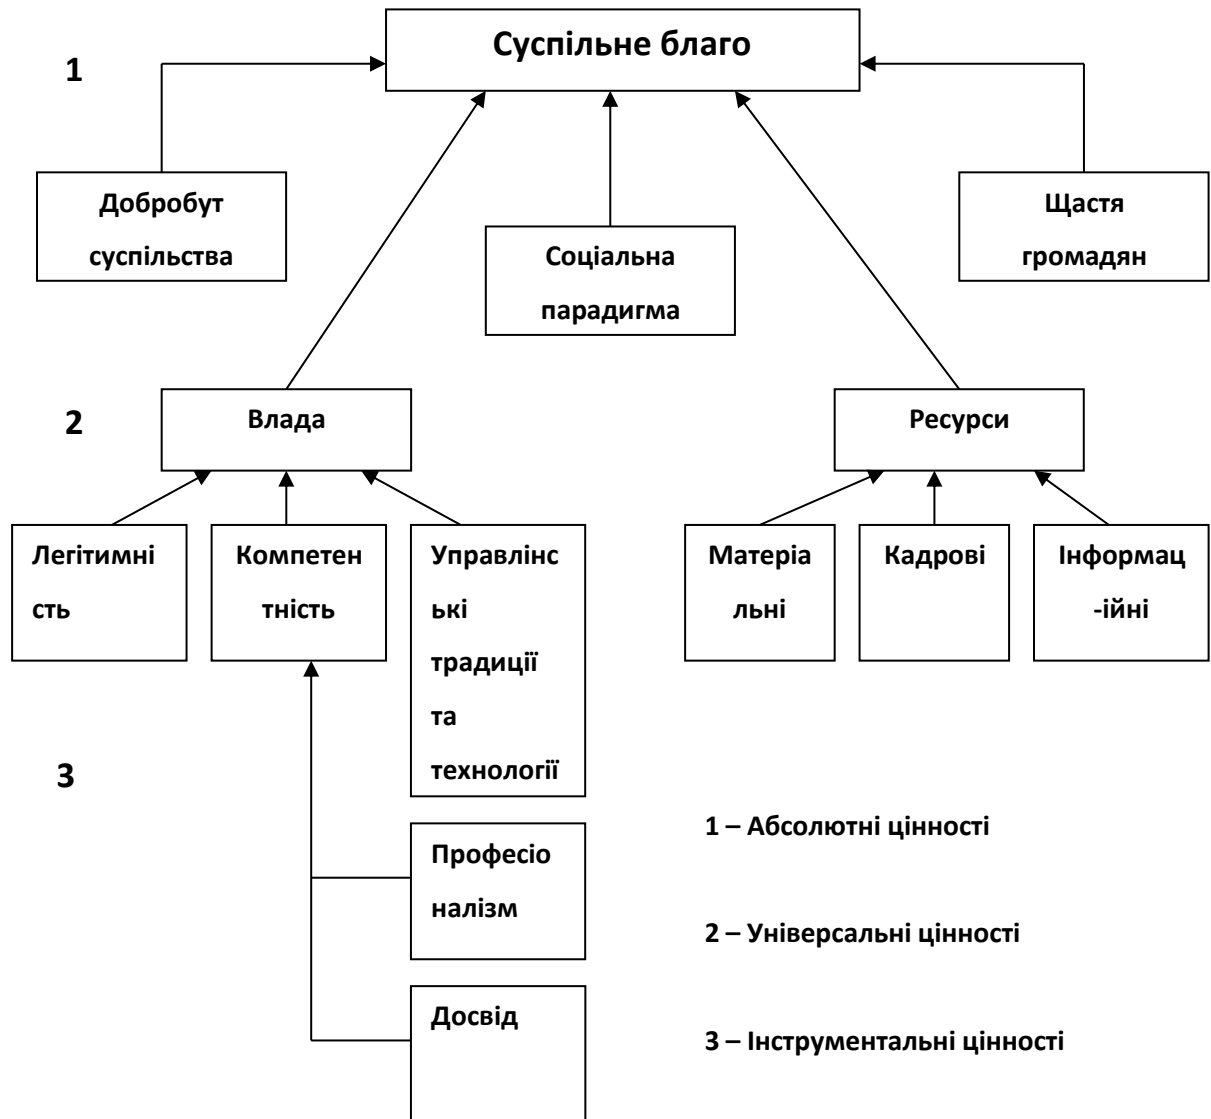 Суспільне благо
1
Добробут
суспільства
Соціальна
парадигма
Щастя
громадян
2
Влада
Ресурси
Легітимні
сть
Компетен
тність
Управлінс
ькі
традиції
та
технології
Матеріа
льні
Кадрові
Інформац
-ійні
3
Професіо
налізм
Досвід
1 – Абсолютні цінності
2 – Універсальні цінності
3 – Інструментальні цінності